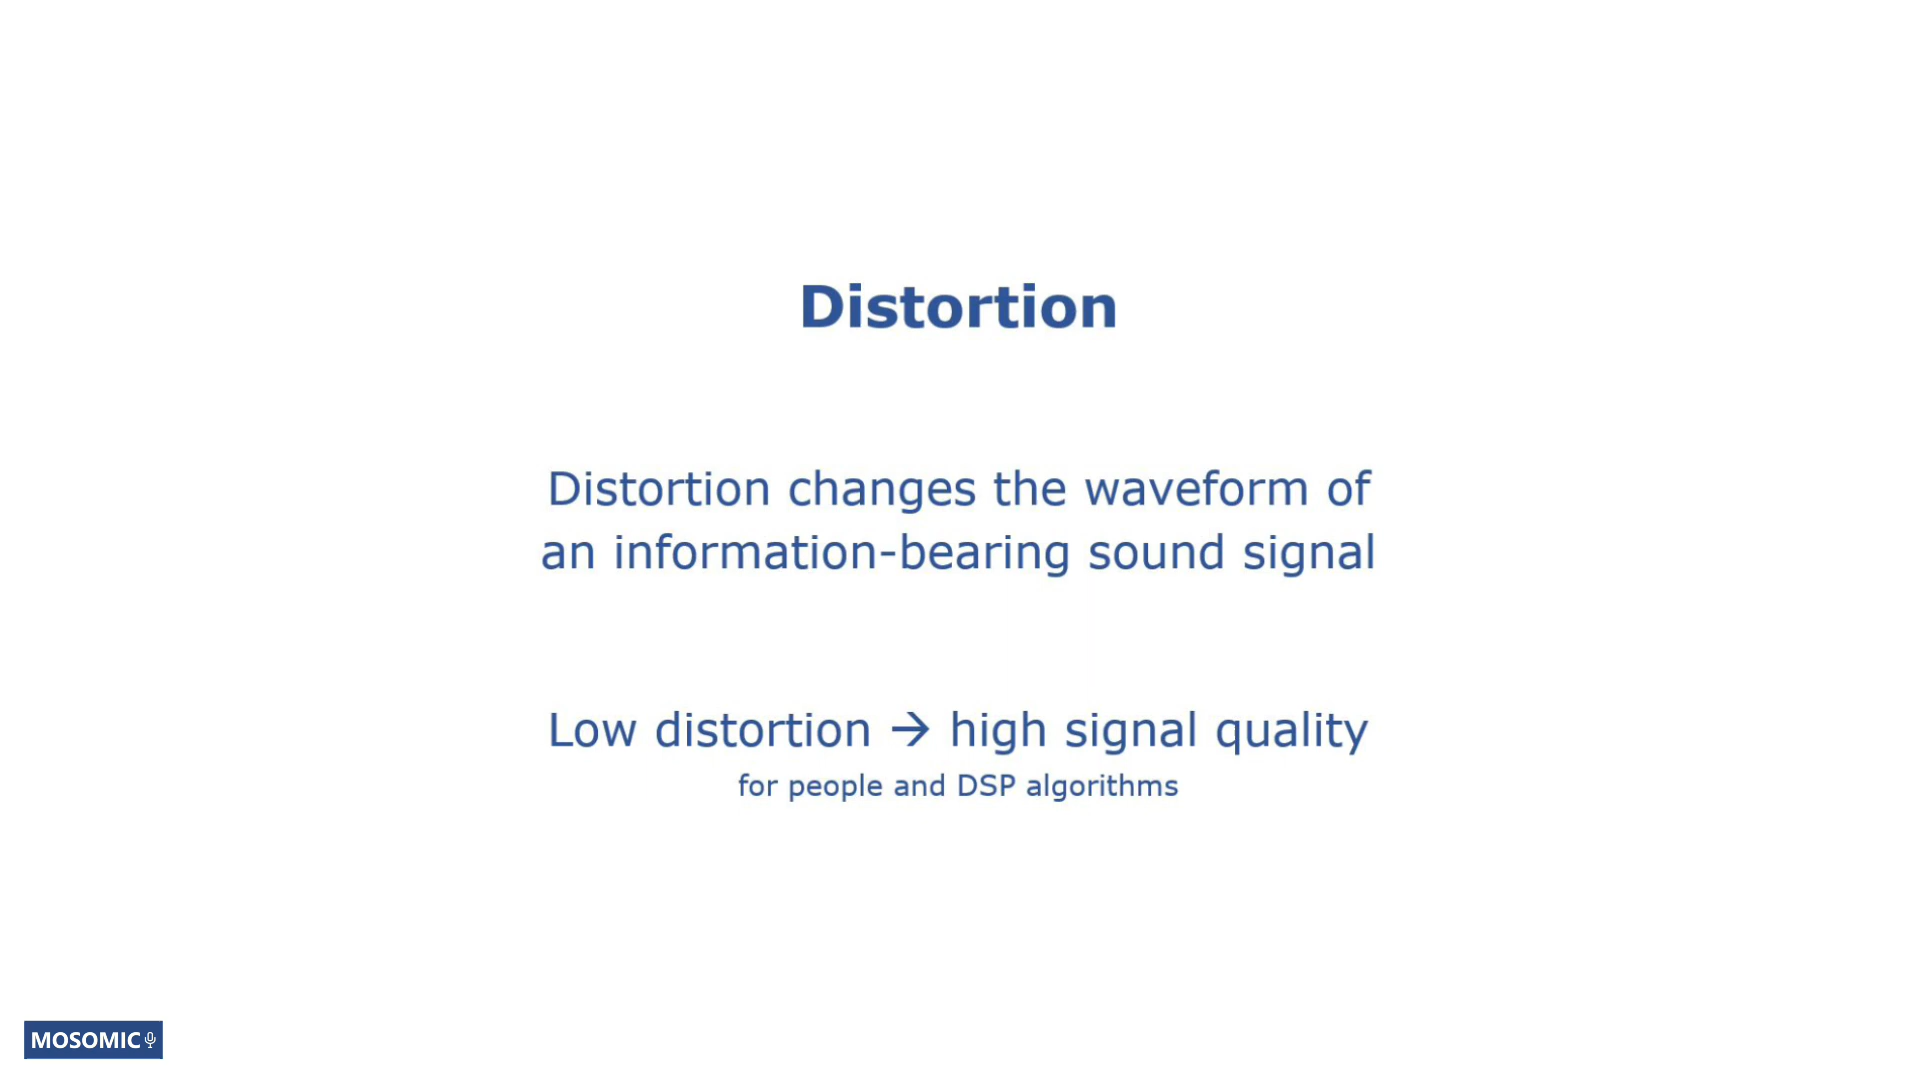 Distortion
Distortion changes the waveform of
an information-bearing sound signal
Low distortion → high signal quality
for people and DSP algorithms
MOSOMIC